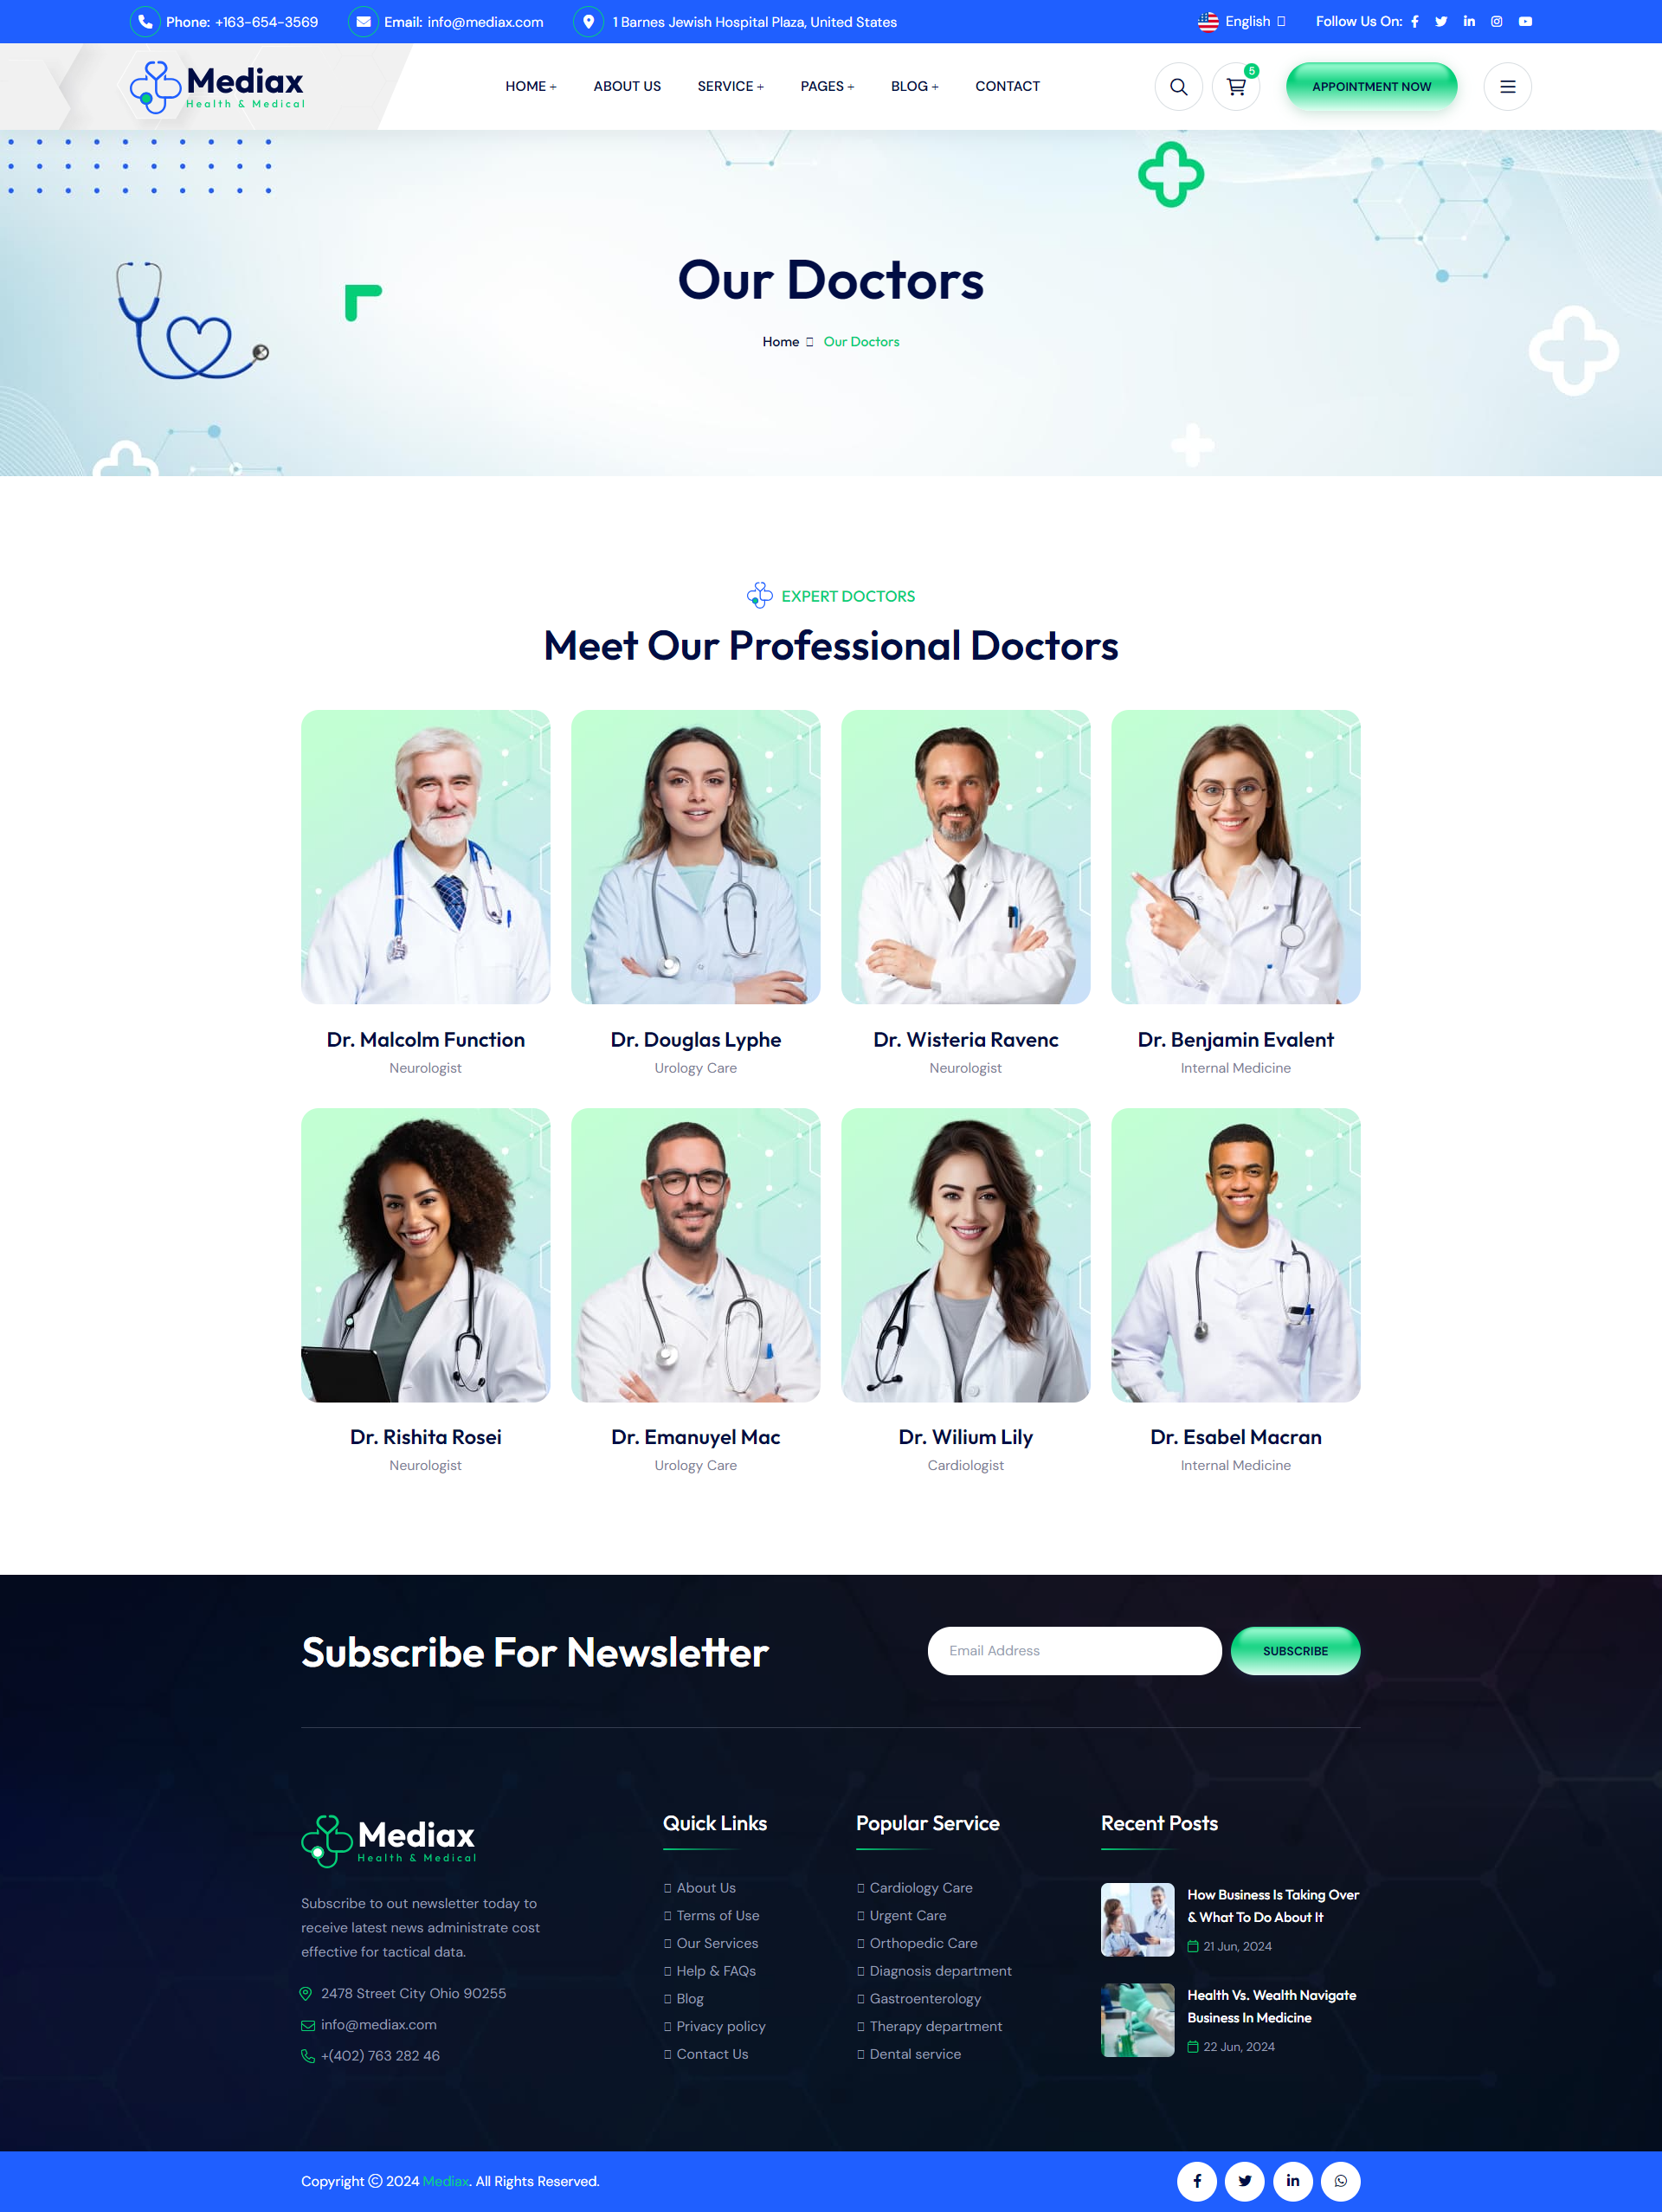 Phone: +163-654-3569
Email: info@mediax.com
1 Barnes Jewish Hospital Plaza, United States
English
Follow Us On:
Mediax
Health & Medical
HOME +
ABOUT US
SERVICE +
PAGES +
BLOG +
CONTACT
5
APPOINTMENT NOW
Our Doctors
Home Our Doctors
EXPERT DOCTORS
Meet Our Professional Doctors
Dr. Malcolm Function
Neurologist
Dr. Douglas Lyphe
Urology Care
Dr. Wisteria Ravenc
Neurologist
Dr. Benjamin Evalent
Internal Medicine
Dr. Rishita Rosei
Neurologist
Dr. Emanuyel Mac
Urology Care
Dr. Wilium Lily
Cardiologist
Dr. Esabel Macran
Internal Medicine
Subscribe For Newsletter
Email Address
SUBSCRIBE
Mediax
Health & Medical
Subscribe to out newsletter today to
receive latest news administrate cost
effective for tactical data.
2478 Street City Ohio 90255
info@mediax.com
+(402) 763 282 46
Quick Links
About Us
Terms of Use
Our Services
Help & FAQs
Blog
Privacy policy
Contact Us
Popular Service
Cardiology Care
Urgent Care
Orthopedic Care
Diagnosis department
Gastroenterology
Therapy department
Dental service
Recent Posts
How Business Is Taking Over
& What To Do About It
21 Jun, 2024
Health Vs. Wealth Navigate
Business In Medicine
22 Jun, 2024
Copyright © 2024 Mediax. All Rights Reserved.